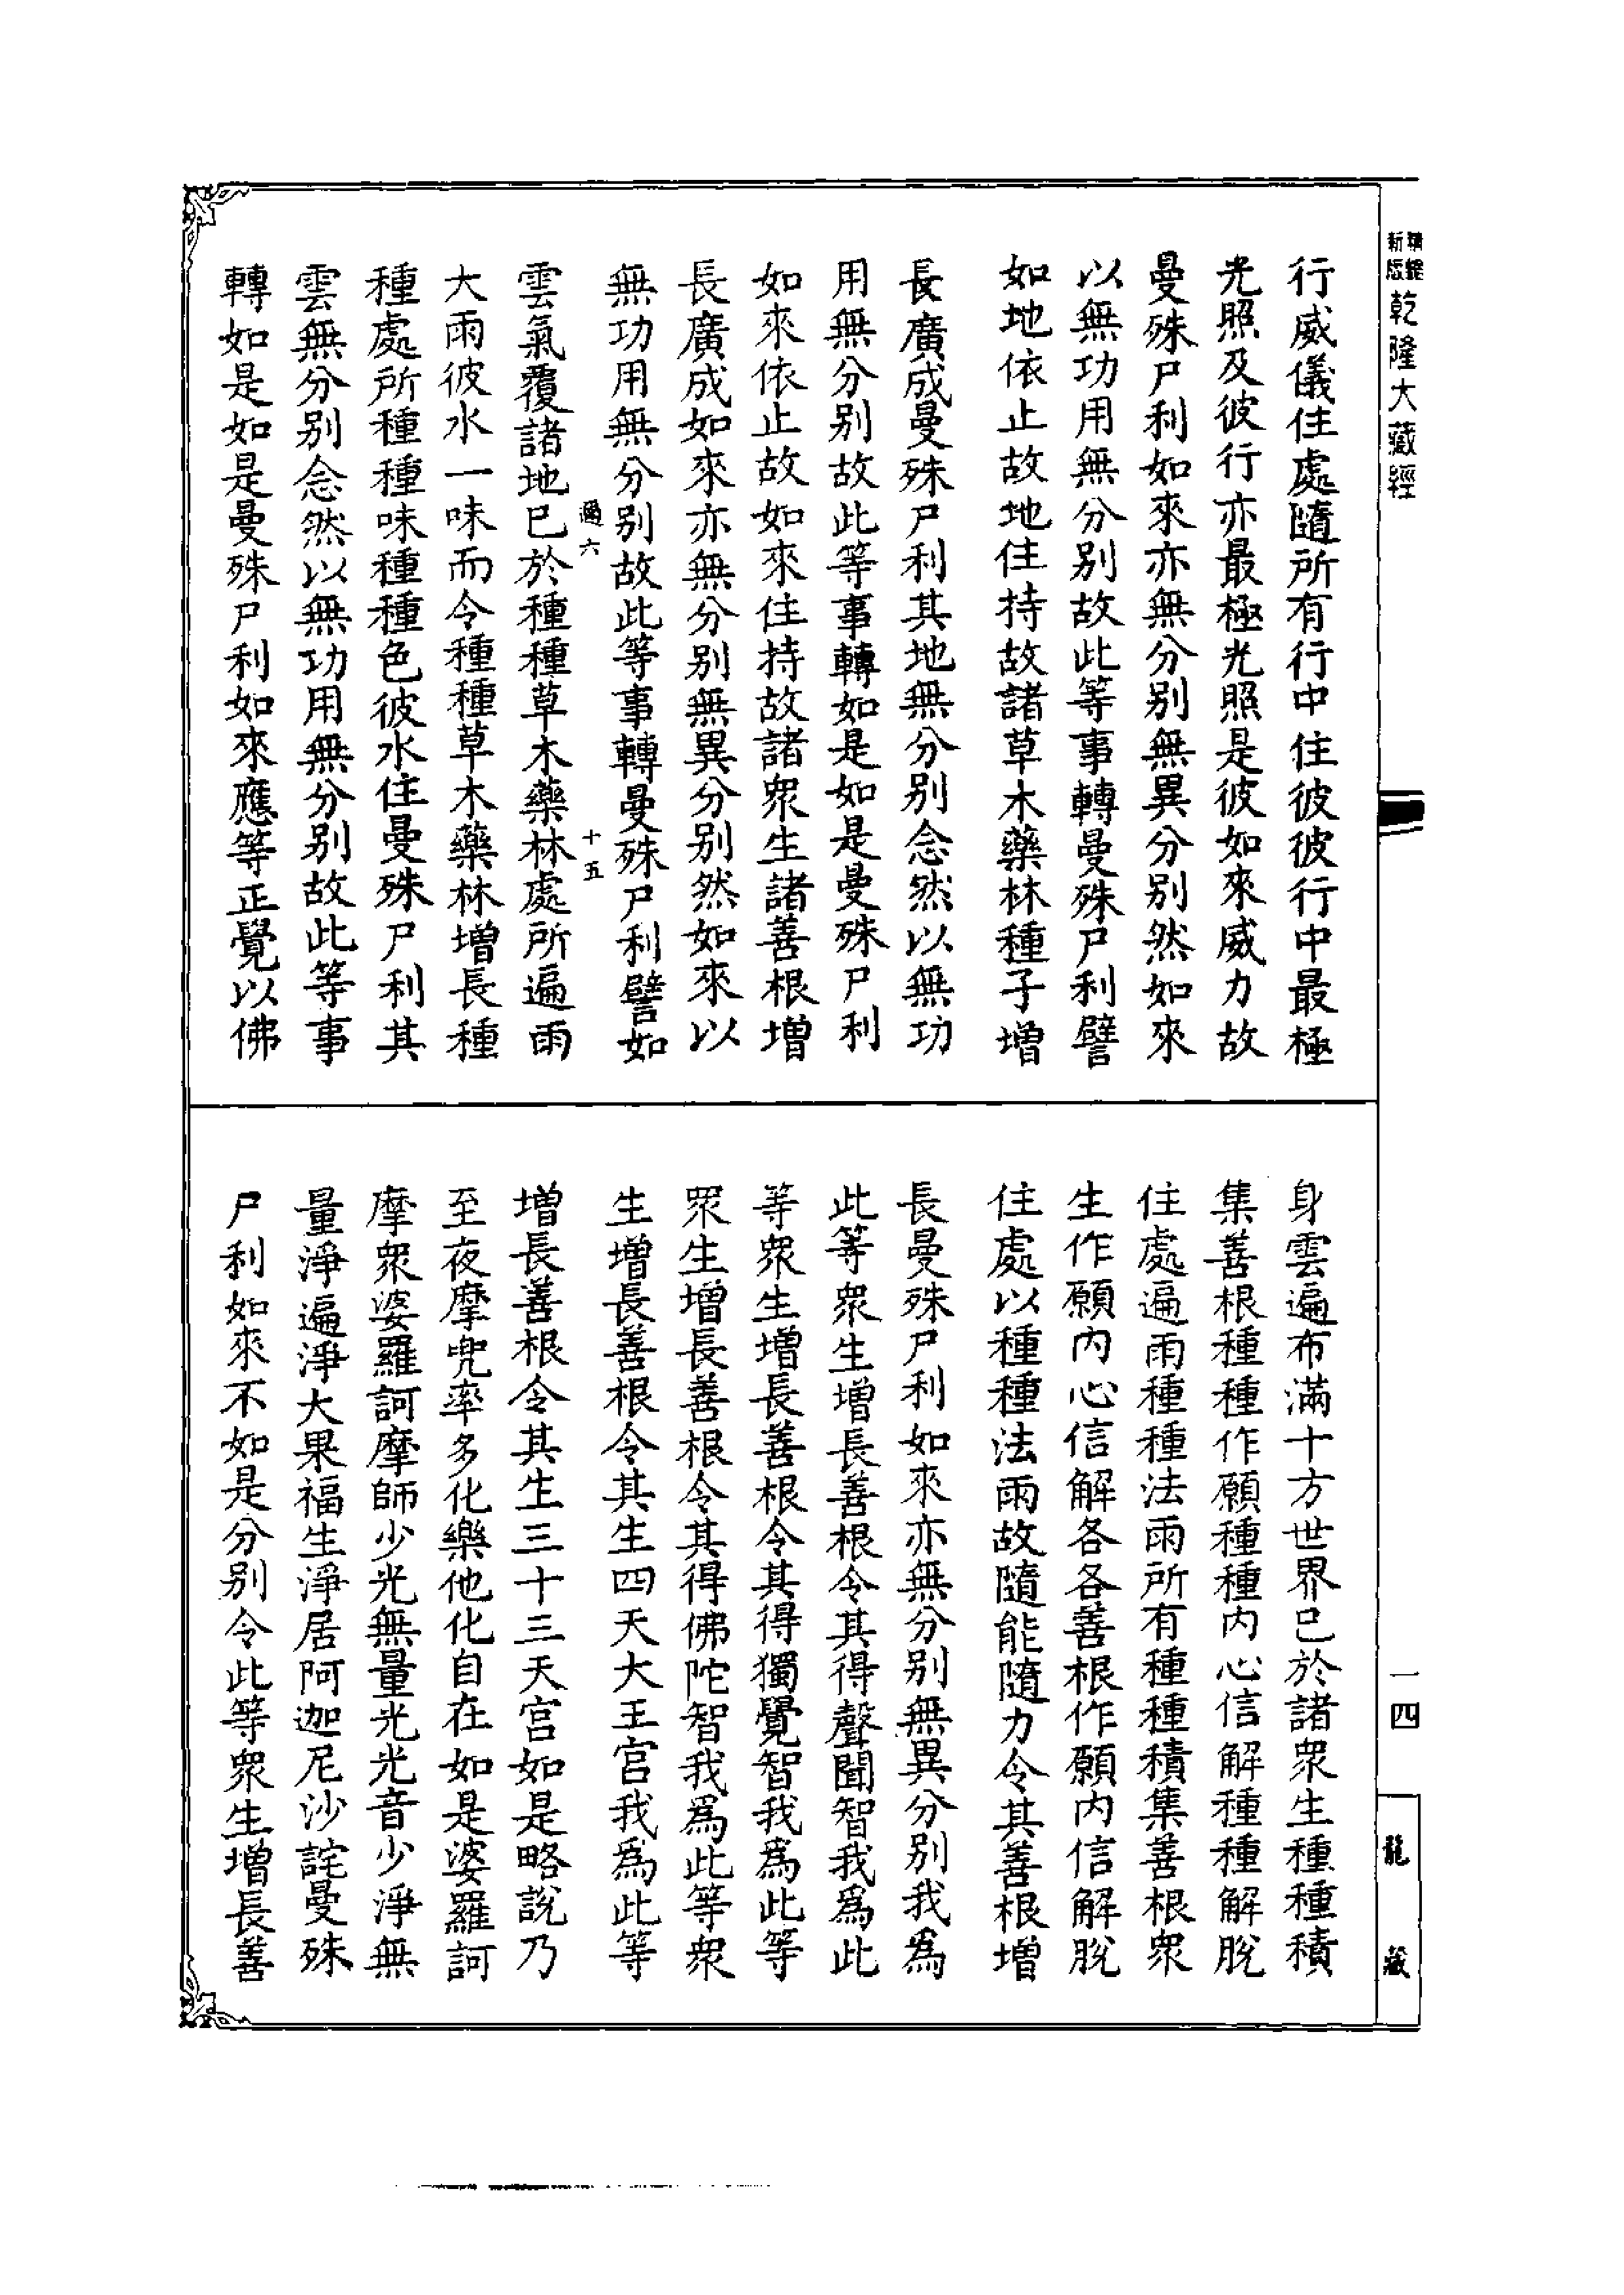 乾隆大藏經
行威儀住處隨所有行中住彼彼行中最極
光照及彼行亦最極光照是彼如來威力故
曼殊尸利如來亦無分別無異分別然如來
以無功用無分別故此等事轉曼殊尸利譬
如地依止故地住持故諸草木藥林種子增
長廣成曼殊尸利其地無分別念然以無功
用無分別故此等事轉如是如是曼殊尸利
如來依止故如來住持故諸眾生諸善根增
長廣成如來亦無分別無異分別然如來以
無功用無分別故此等事轉曼殊尸利譬如
十五
雲氣覆諸地已於種種草木藥林處所遍雨
大雨彼水一味而令種種草木藥林增長種
種處所種種味種種色彼水住曼殊尸利其
雲無分別念然以無功用無分別故此等事
轉如是如是曼殊尸利如來應等正覺以佛
身雲遍布滿十方世界已於諸眾生種種積
集善根種種作願種種內心信解種種解脫
住處遍雨種種法雨所有種種積集善根眾
生作願內心信解各各善根作願內信解脫
住處以種種法雨故隨能隨力令其善根增
長曼殊尸利如來亦無分別無異分別我為
此等眾生增長善根令其得聲聞智我為此
等眾生增長善根令其得獨覺智我為此等
眾生增長善根令其得佛陀智我為此等眾
生增長善根令其生四天大王宮我為此等
增長善根令其生三十三天宮如是略說乃
至夜摩兜率多化樂他化自在如是婆羅訶
摩眾婆羅訶摩師少光無量光光音少淨無
量淨遍淨大果福生淨居阿迦尼沙詫曼殊
尸利如來不如是分別令此等眾生增長善
一四
龍藏